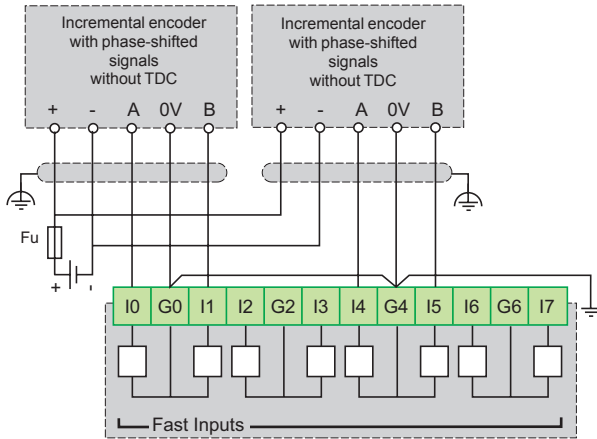 Incremental encoder
with phase-shifted
signals
without TDC
+ - A 0V B
Incremental encoder
with phase-shifted
signals
without TDC
+ - A 0V B
Fu
+ -
I0 G0 I1 I2 G2 I3 I4 G4 I5 I6 G6 I7
Fast Inputs